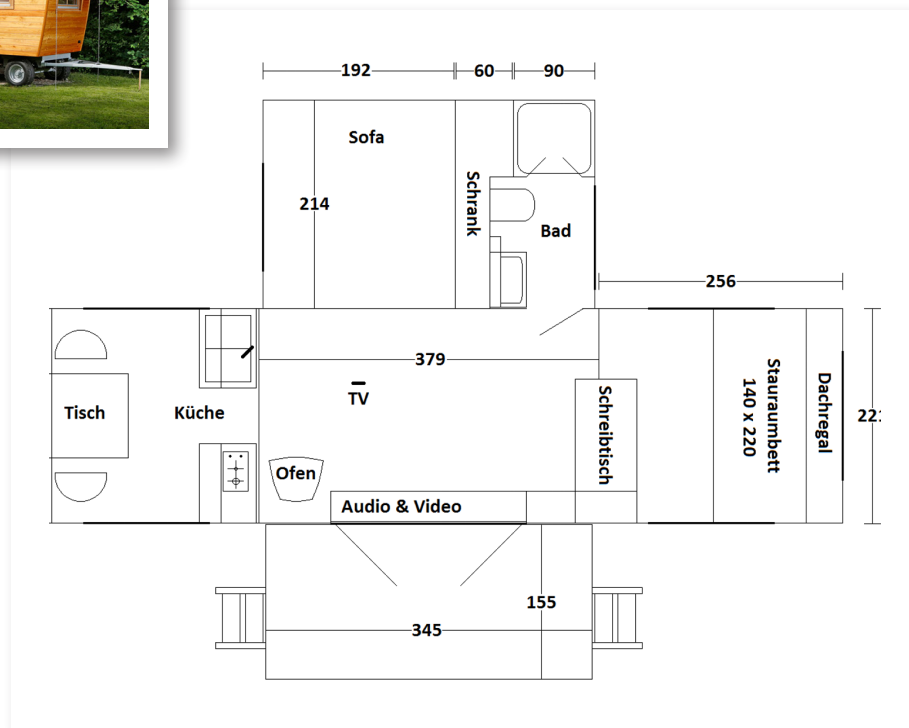 192 60 90
Sofa
214
Schrank
Bad
256
379
TV
Tisch
Küche
Schreibtisch
Stauraumbett
140 x 220
Dachregal
Ofen
Audio & Video
155
345